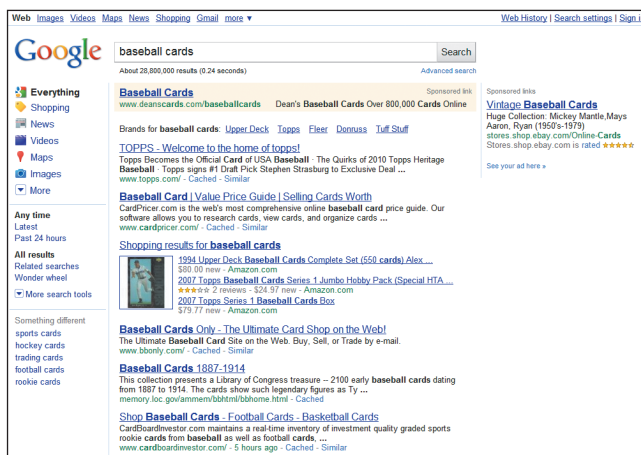 Web Images Videos Maps News Shopping Gmail more ▼
Web History | Search settings | Sign i
Google
baseball cards
Search
About 28,800,000 results (0.24 seconds)
Advanced search
Everything
Shopping
News
Videos
Maps
Images
More
Any time
Latest
Past 24 hours
All results
Related searches
Wonder wheel
More search tools
Something different
sports cards
hockey cards
trading cards
football cards
rookie cards
Baseball Cards
Sponsored link
www.deanscards.com/baseballcards Dean's Baseball Cards Over 800,000 Cards Online
Brands for baseball cards: Upper Deck Topps Fleer Donruss Tuff Stuff
TOPPS - Welcome to the home of topps!
Topps Becomes the Official Card of USA Baseball · The Quirks of 2010 Topps Heritage
Baseball · Topps signs #1 Draft Pick Stephen Strasburg to Exclusive Deal ...
www.topps.com/ - Cached - Similar
Baseball Card | Value Price Guide | Selling Cards Worth
CardPricer.com is the web's most comprehensive online baseball card price guide. Our
software allows you to research cards, view cards, and organize cards ...
www.cardpricer.com/ - Cached - Similar
Shopping results for baseball cards
1994 Upper Deck Baseball Cards Complete Set (550 cards) Alex ...
$80.00 new - Amazon.com
2007 Topps Baseball Cards Series 1 Jumbo Hobby Pack (Special HTA ...
2 reviews - $24.97 new - Amazon.com
2007 Topps Series 1 Baseball Cards Box
$79.77 new - Amazon.com
Baseball Cards Only - The Ultimate Card Shop on the Web!
The Ultimate Baseball Card Site on the Web. Buy, Sell, or Trade by e-mail.
www.bbonly.com/ - Cached - Similar
Baseball Cards 1887-1914
This collection presents a Library of Congress treasure -- 2100 early baseball cards dating
from 1887 to 1914. The cards show such legendary figures as Ty ...
memory.loc.gov/ammem/bbhtml/bbhome.html - Cached
Shop Baseball Cards - Football Cards - Basketball Cards
CardBoardInvestor.com maintains a real-time inventory of investment quality graded sports
rookie cards from baseball as well as football cards, ...
www.cardboardinvestor.com/ - 5 hours ago - Cached - Similar
Sponsored links
Vintage Baseball Cards
Huge Collection: Mickey Mantle,Mays
Aaron, Ryan (1950's-1979)
stores.shop.ebay.com/Online-Cards
Stores.shop.ebay.com is rated
See your ad here »